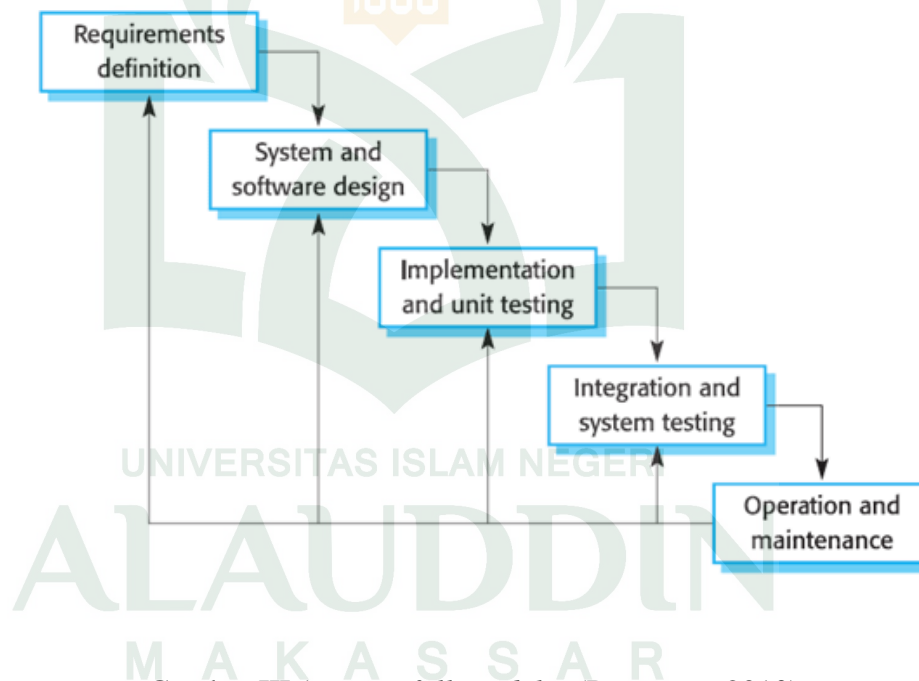 Requirements
definition
System and
software design
Implementation
and unit testing
Integration and
system testing
Operation and
maintenance
UNIVERSITAS ISLAM NEGERI
ALAUDDIN
MAKASSAR